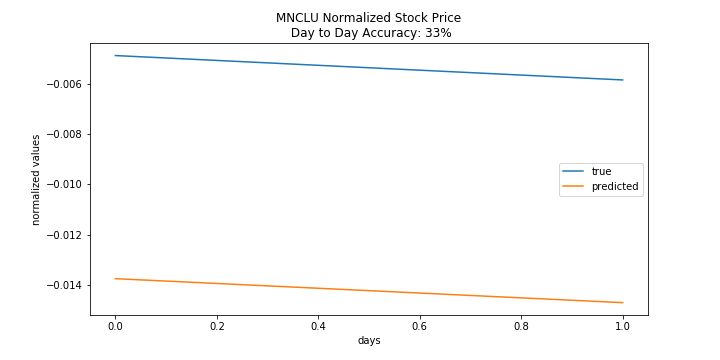 MNCLU Normalized Stock Price
Day to Day Accuracy: 33%
normalized values
−0.006
−0.008
−0.010
−0.012
−0.014
true
predicted
0.0 0.2 0.4 0.6 0.8 1.0
days